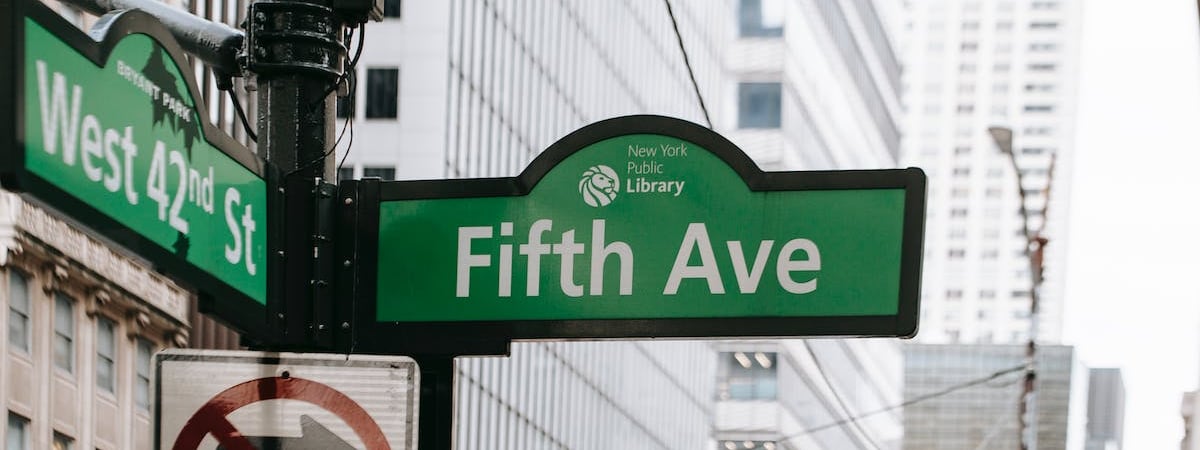 BRYANT PARK
West 42nd St
New York
Public
Library
Fifth Ave